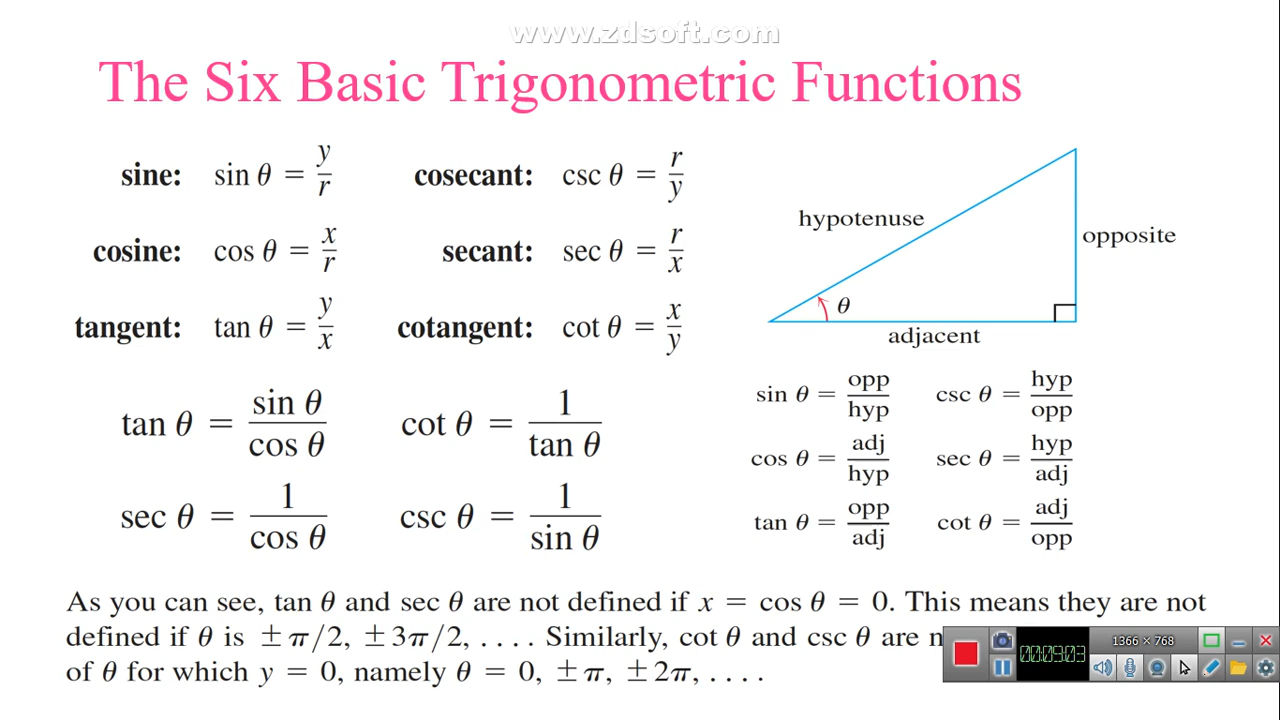 www.zdsoft.com
The Six Basic Trigonometric Functions
sine: sin θ = y/r
cosecant: csc θ = r/y
cosine: cos θ = x/r
secant: sec θ = r/x
tangent: tan θ = y/x
cotangent: cot θ = x/y
tan θ = sin θ/cos θ
cot θ = 1/tan θ
sec θ = 1/cos θ
csc θ = 1/sin θ
hypotenuse
opposite
θ
adjacent
sin θ = opp/hyp
csc θ = hyp/opp
cos θ = adj/hyp
sec θ = hyp/adj
tan θ = opp/adj
cot θ = adj/opp
As you can see, tan θ and sec θ are not defined if x = cos θ = 0. This means they are not
defined if θ is ±π/2, ±3π/2, . . . . Similarly, cot θ and csc θ are
of θ for which y = 0, namely θ = 0, ±π, ±2π, . . . .
00:09:03
1366 × 768